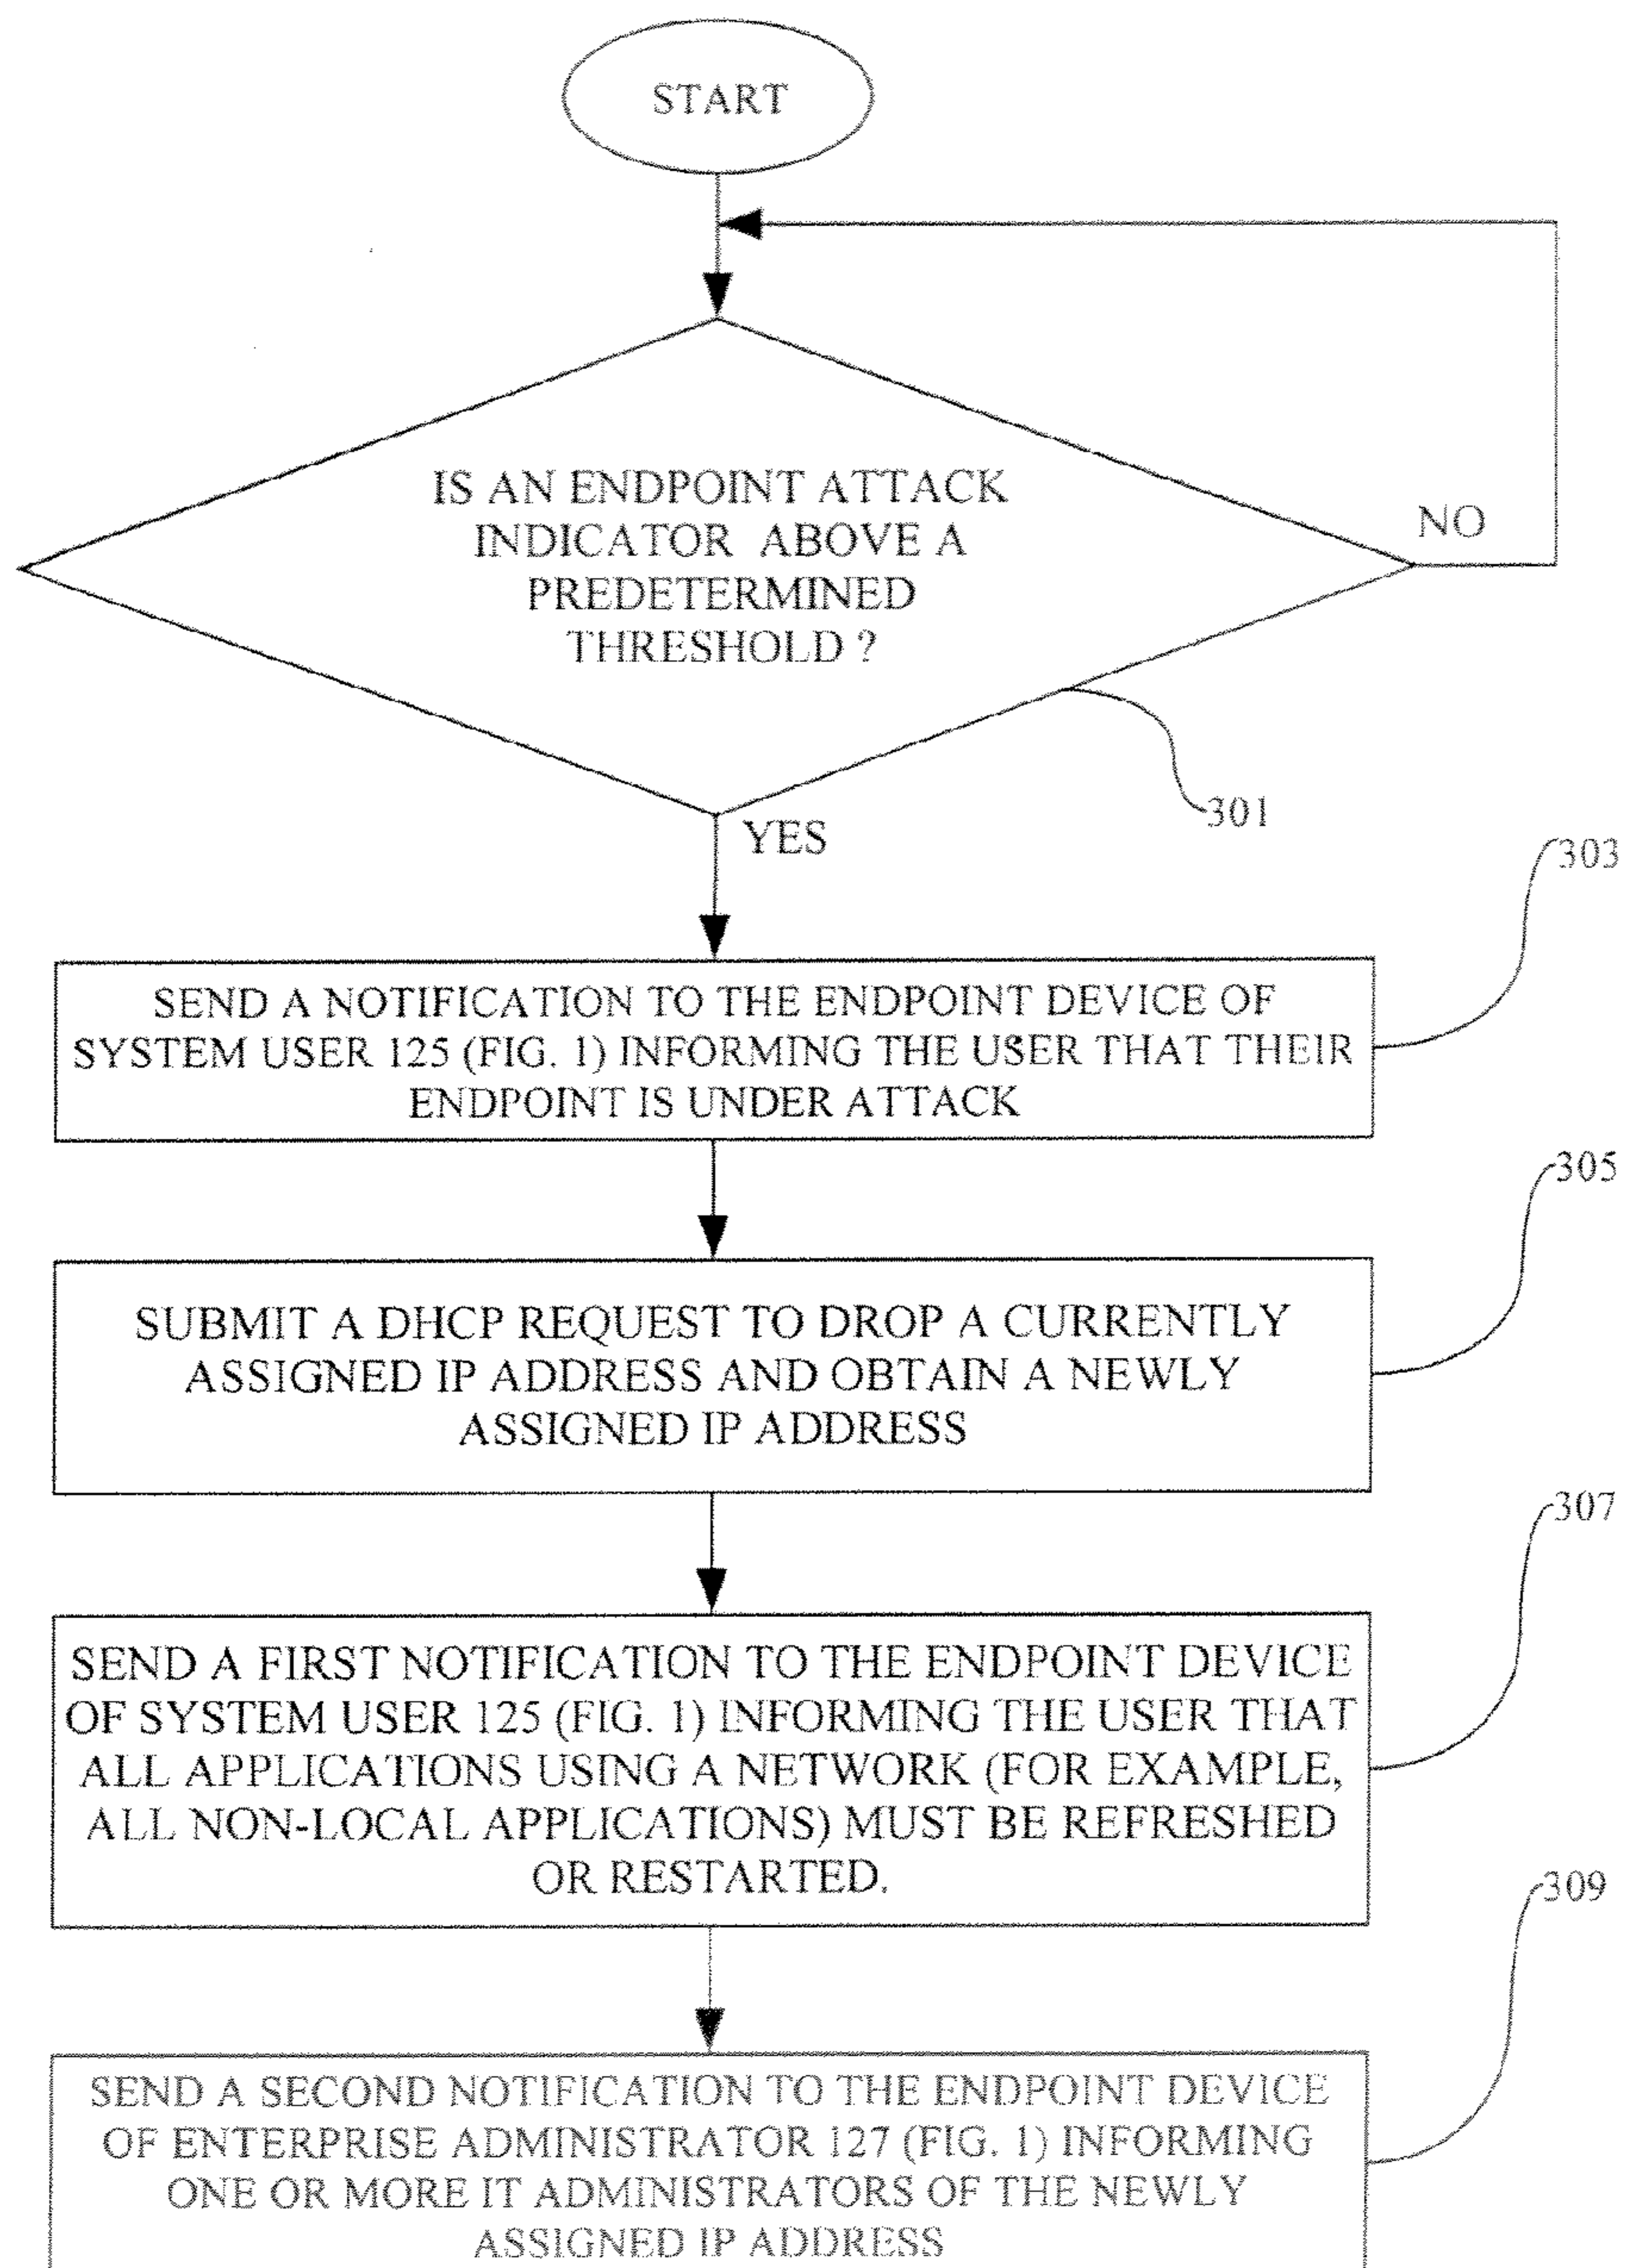 START
IS AN ENDPOINT ATTACK
INDICATOR ABOVE A
PREDETERMINED
THRESHOLD ?
NO
301
YES
303
SEND A NOTIFICATION TO THE ENDPOINT DEVICE OF
SYSTEM USER 125 (FIG. 1) INFORMING THE USER THAT THEIR
ENDPOINT IS UNDER ATTACK
305
SUBMIT A DHCP REQUEST TO DROP A CURRENTLY
ASSIGNED IP ADDRESS AND OBTAIN A NEWLY
ASSIGNED IP ADDRESS
307
SEND A FIRST NOTIFICATION TO THE ENDPOINT DEVICE
OF SYSTEM USER 125 (FIG. 1) INFORMING THE USER THAT
ALL APPLICATIONS USING A NETWORK (FOR EXAMPLE,
ALL NON-LOCAL APPLICATIONS) MUST BE REFRESHED
OR RESTARTED.
309
SEND A SECOND NOTIFICATION TO THE ENDPOINT DEVICE
OF ENTERPRISE ADMINISTRATOR 127 (FIG. 1) INFORMING
ONE OR MORE IT ADMINISTRATORS OF THE NEWLY
ASSIGNED IP ADDRESS